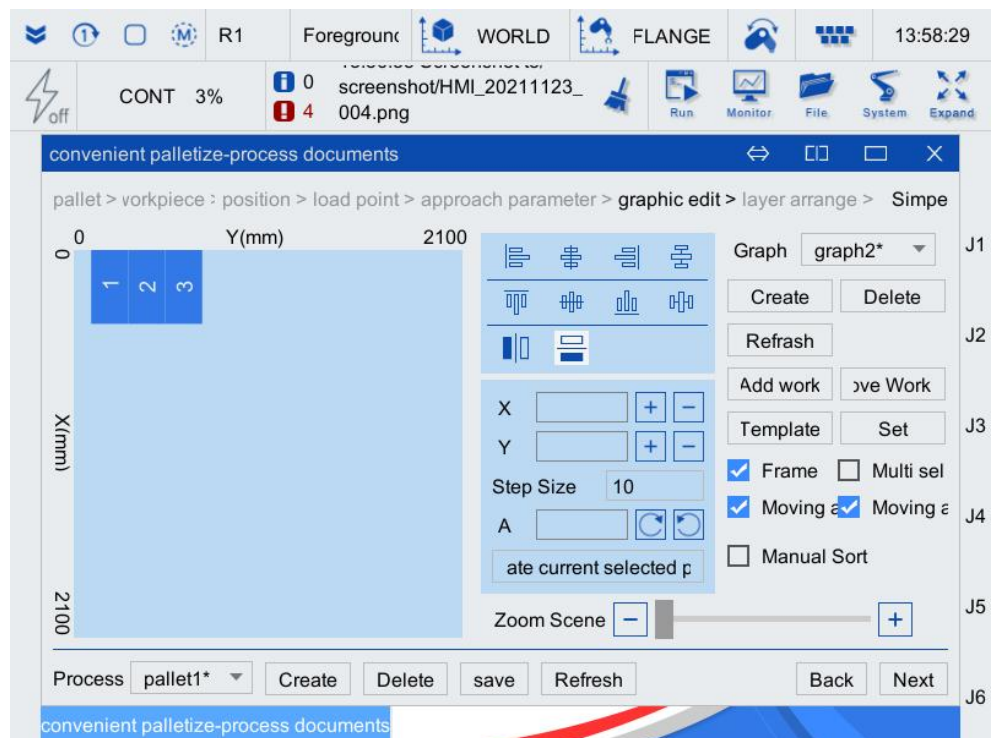 R1 Foreground WORLD FLANGE 13:58:29
off CONT 3% 0 4
screenshot/HMI_20211123_
004.png
Run Monitor File System Expand
convenient palletize-process documents
pallet > vorkpiece : position > load point > approach parameter > graphic edit > layer arrange > Simpe
0 Y(mm) 2100
0
X(mm)
2100
1 2 3
Graph graph2*
Create Delete
Refrash
Add work ove Work
Template Set
Frame Multi sel
Moving a Moving a
Manual Sort
X + −
Y + −
Step Size 10
A
ate current selected p
Zoom Scene − +
J1
J2
J3
J4
J5
J6
Process pallet1* Create Delete save Refresh Back Next
convenient palletize-process documents